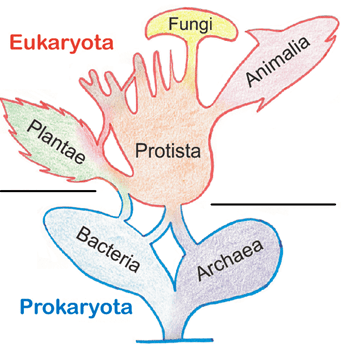 Fungi
Eukaryota
Animalia
Plantae
Protista
Bacteria
Archaea
Prokaryota